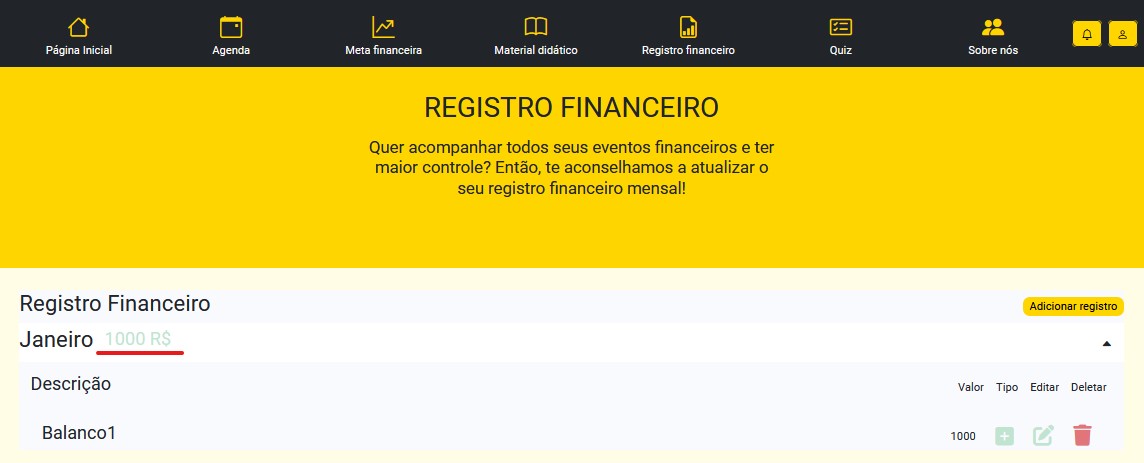 Página Inicial
Agenda
Meta financeira
Material didático
Registro financeiro
Quiz
Sobre nós
REGISTRO FINANCEIRO
Quer acompanhar todos seus eventos financeiros e ter
maior controle? Então, te aconselhamos a atualizar o
seu registro financeiro mensal!
Registro Financeiro
Adicionar registro
Janeiro 1000 R$
Descrição Valor Tipo Editar Deletar
Balanco1 1000